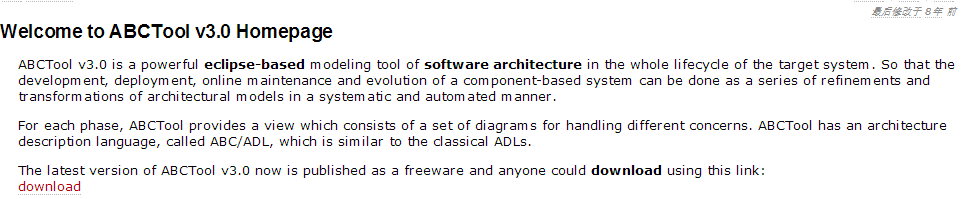 最后修改于 8年 前
Welcome to ABCTool v3.0 Homepage
ABCTool v3.0 is a powerful eclipse-based modeling tool of software architecture in the whole lifecycle of the target system. So that the
development, deployment, online maintenance and evolution of a component-based system can be done as a series of refinements and
transformations of architectural models in a systematic and automated manner.
For each phase, ABCTool provides a view which consists of a set of diagrams for handling different concerns. ABCTool has an architecture
description language, called ABC/ADL, which is similar to the classical ADLs.
The latest version of ABCTool v3.0 now is published as a freeware and anyone could download using this link:
download